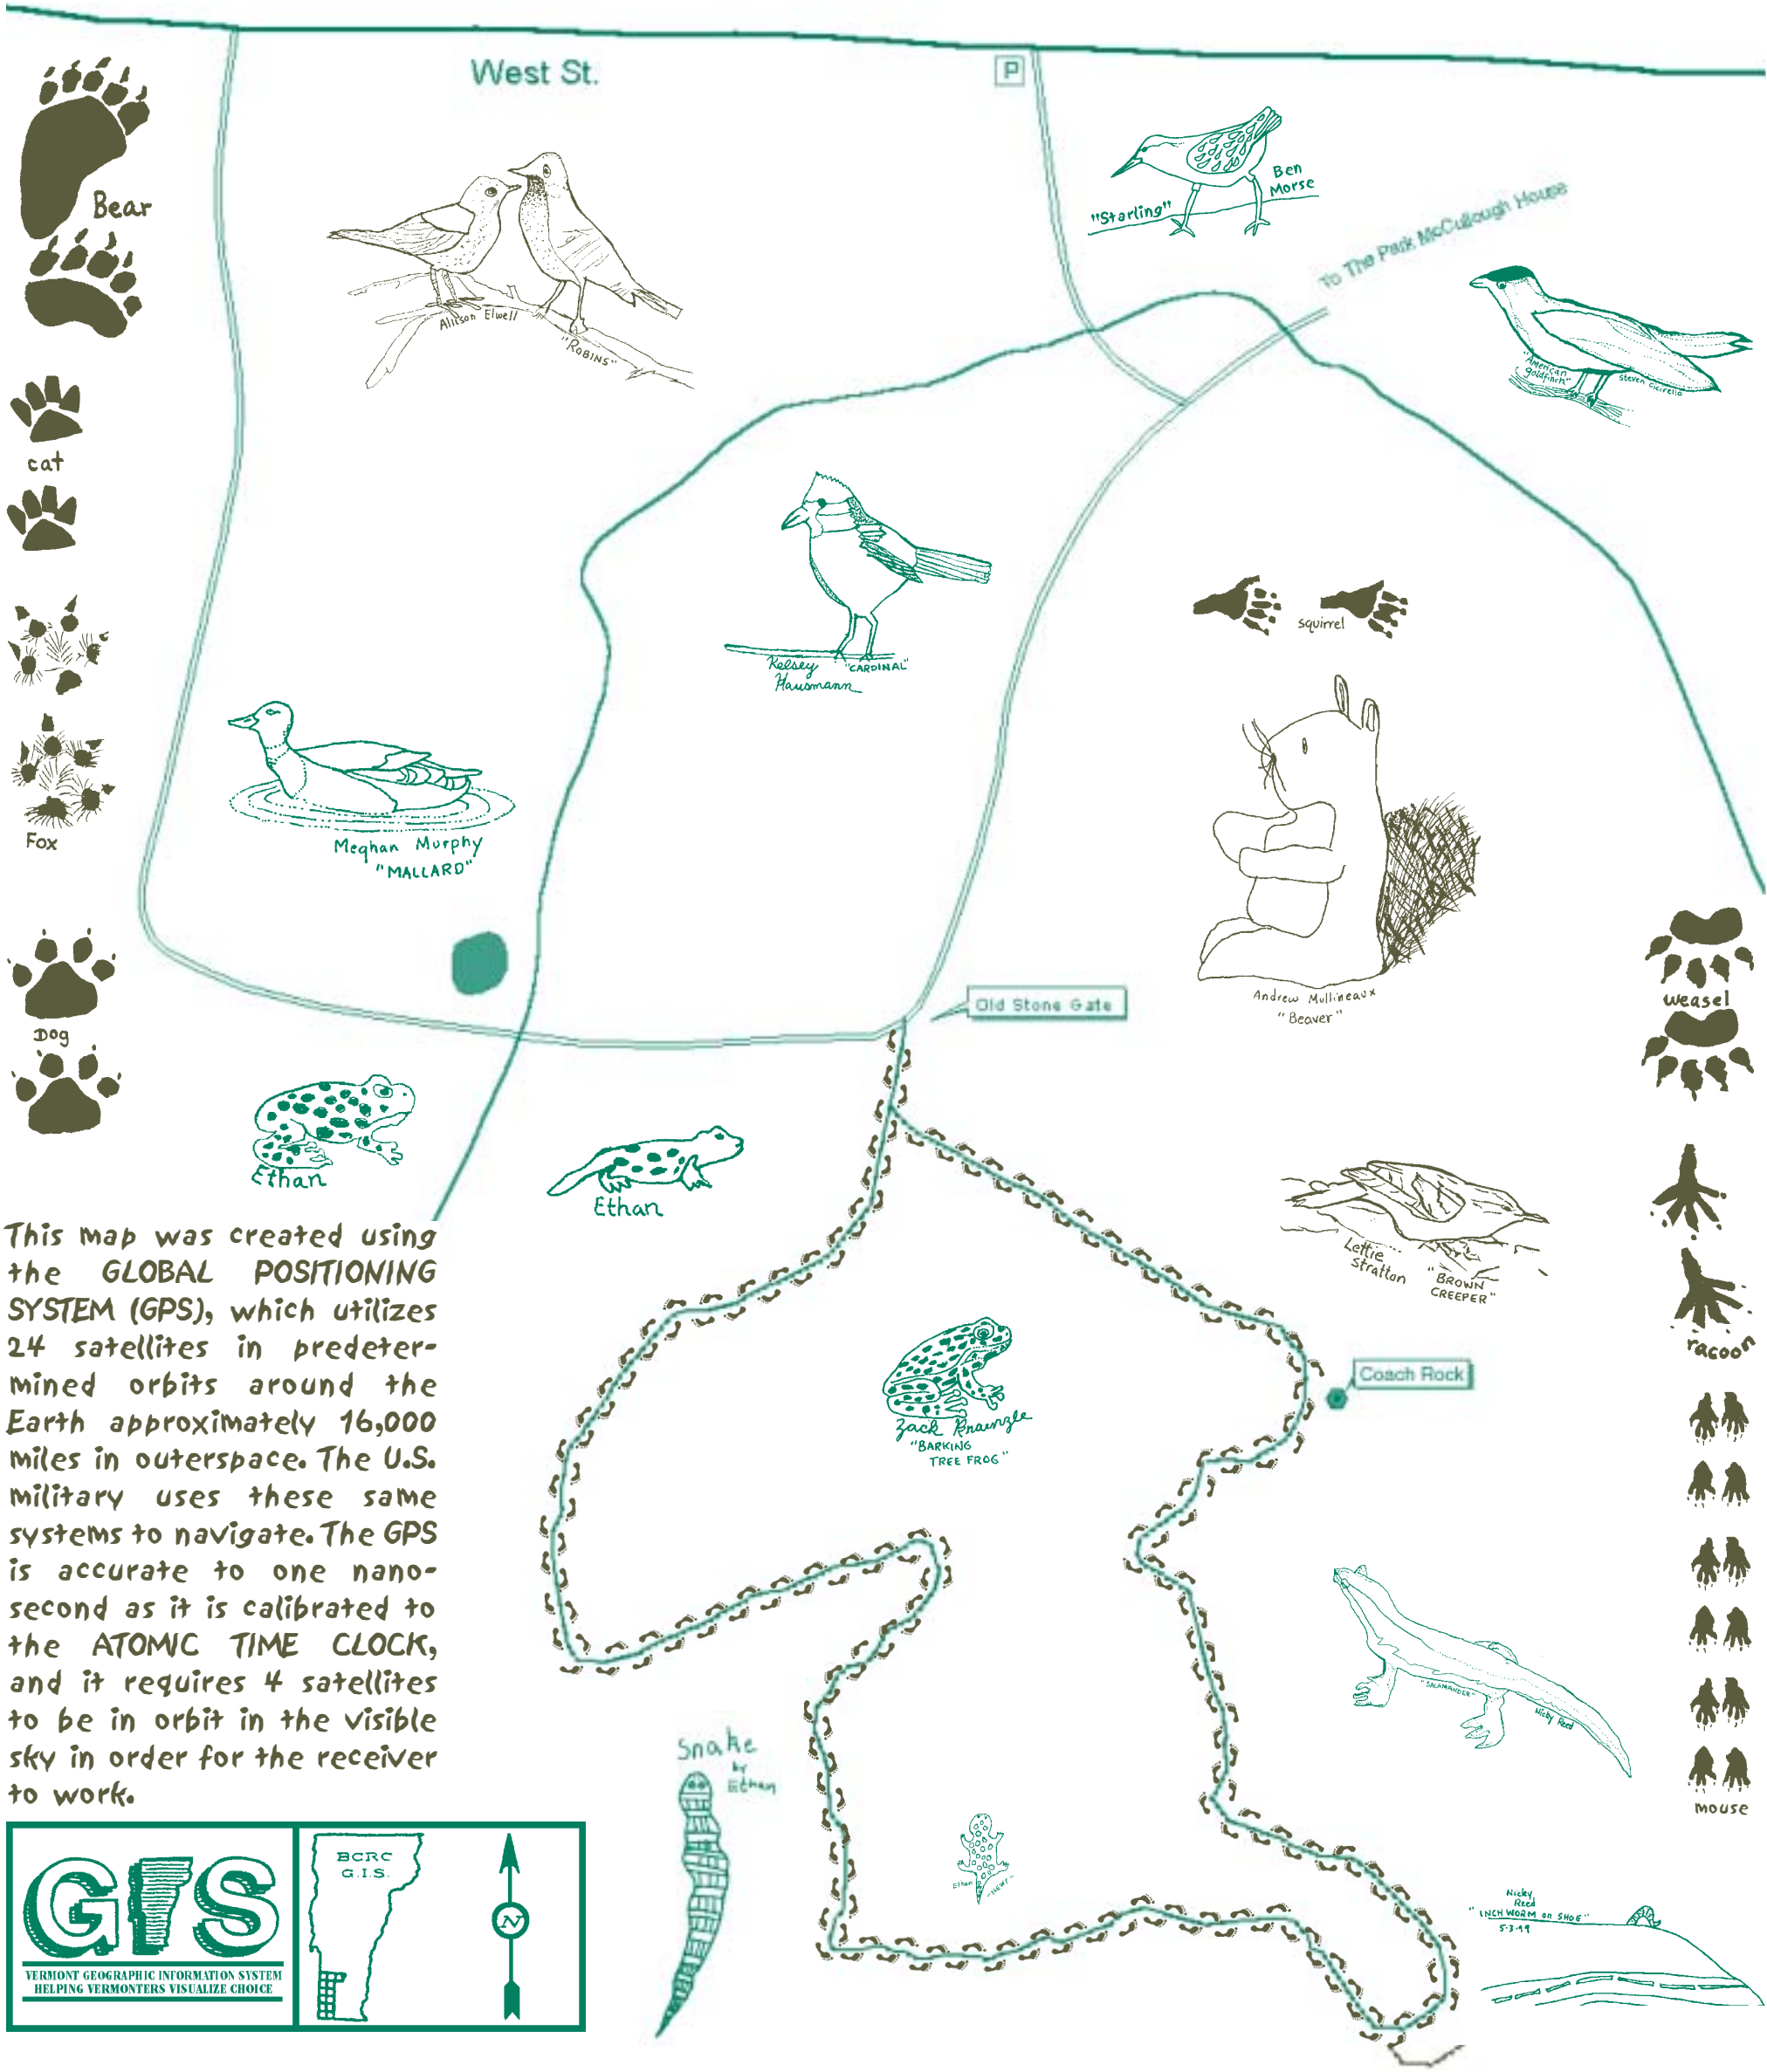 West St.
P
Bear
"Starling"
Ben
Morse
To The Park McCullough House
Allison Elwell
"ROBINS"
"American
goldfinch"
Steven Cicirello
cat
squirrel
Kelsey
Hausmann
"CARDINAL"
Fox
Meghan Murphy
"MALLARD"
Andrew Mullineaux
"Beaver"
Old Stone Gate
weasel
Dog
Ethan
Ethan
Lettie
Stratton
"BROWN
CREEPER"
This map was created using
the GLOBAL POSITIONING
SYSTEM (GPS), which utilizes
24 satellites in predeter-
mined orbits around the
Earth approximately 16,000
miles in outerspace. The U.S.
military uses these same
systems to navigate. The GPS
is accurate to one nano-
second as it is calibrated to
the ATOMIC TIME CLOCK,
and it requires 4 satellites
to be in orbit in the visible
sky in order for the receiver
to work.
racoon
Coach Rock
Zack
"BARKING
TREE FROG"
"SALAMANDER"
Nicky Reed
Snake
by
Ethan
mouse
Ethan
"NEWT"
Nicky
Reed
"INCH WORM on SHOE"
5-3-99
GIS
VERMONT GEOGRAPHIC INFORMATION SYSTEM
HELPING VERMONTERS VISUALIZE CHOICE
BCRC
G.I.S.
N